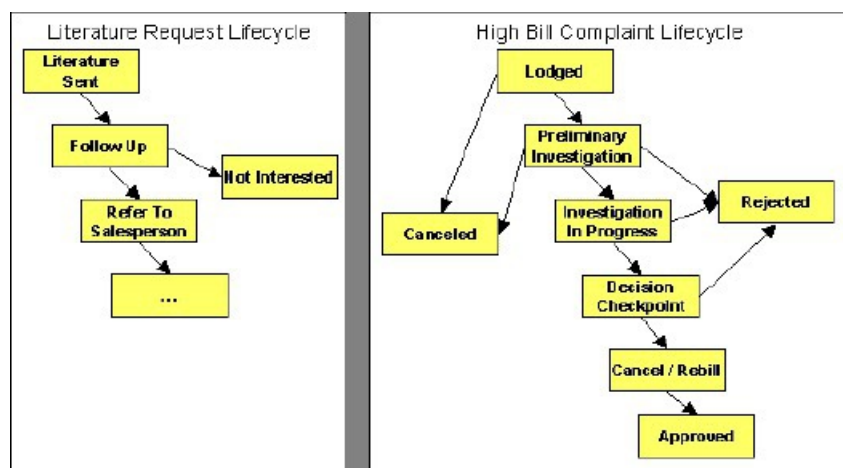 Literature Request Lifecycle
Literature
Sent
Follow Up
Not Interested
Refer To
Salesperson
...
High Bill Complaint Lifecycle
Lodged
Preliminary
Investigation
Canceled
Investigation
In Progress
Rejected
Decision
Checkpoint
Cancel / Rebill
Approved